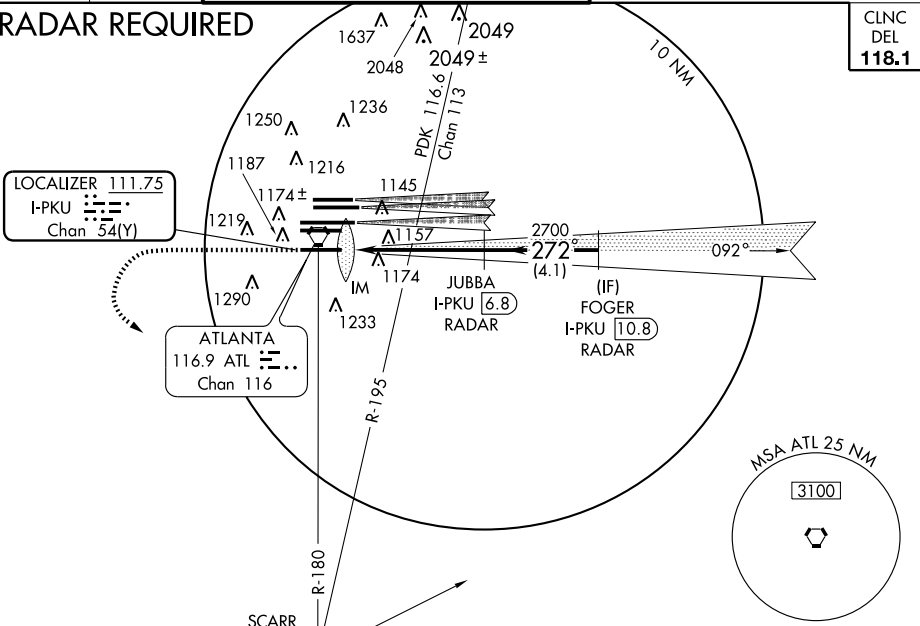 RADAR REQUIRED
CLNC
DEL
118.1
10 NM
1637
2048
2049
2049 ±
PDK 116.6
Chan 113
1250
1236
1187
1216
LOCALIZER 111.75
I-PKU
Chan 54(Y)
1174 ±
1145
1219
1157
2700
272°
(4.1)
092°
1174
1290
IM
1233
JUBBA
I-PKU 6.8
RADAR
(IF)
FOGER
I-PKU 10.8
RADAR
ATLANTA
116.9 ATL
Chan 116
R-195
R-180
MSA ATL 25 NM
3100
SCARR